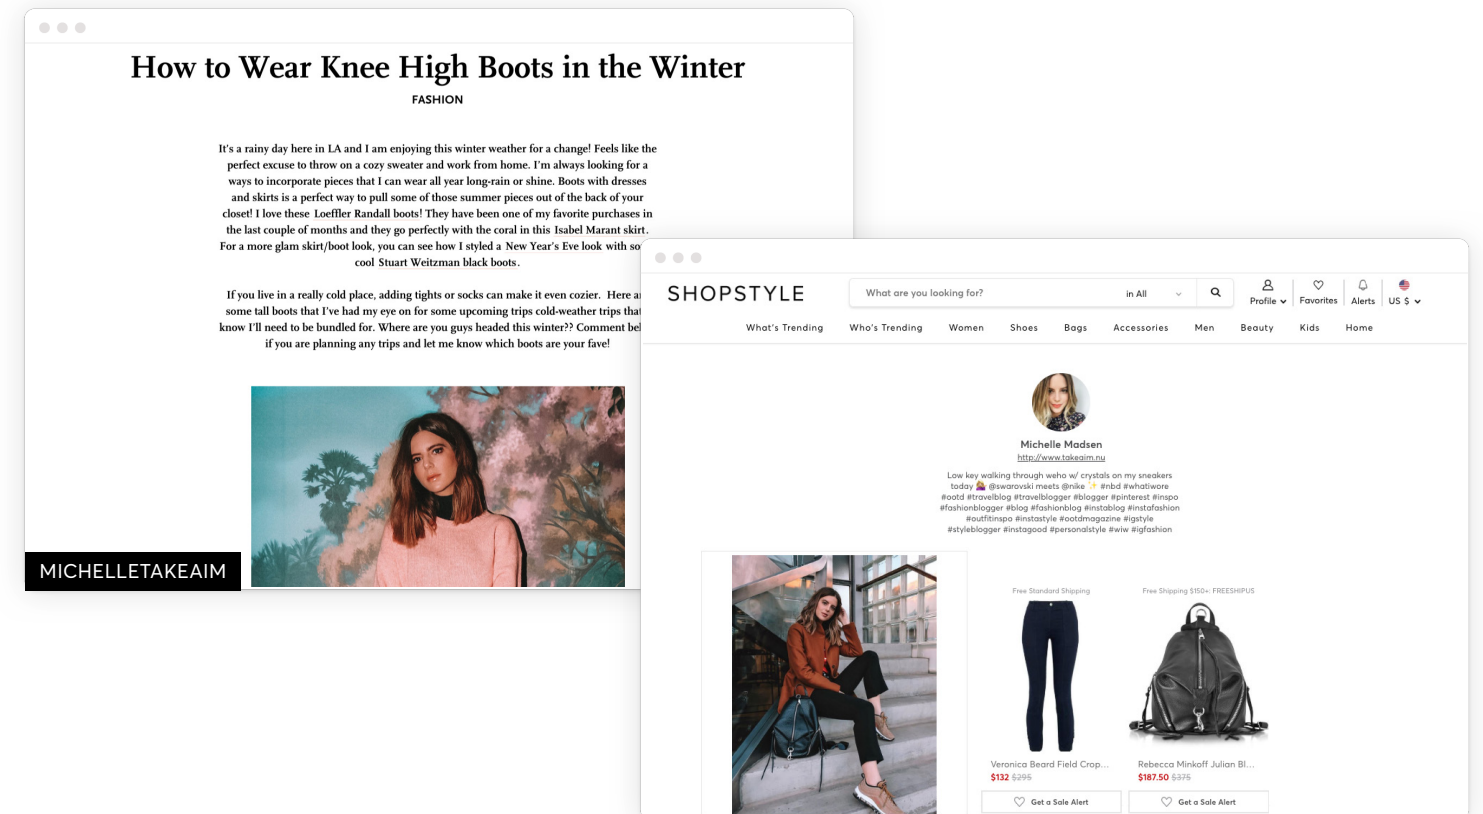 How to Wear Knee High Boots in the Winter
FASHION
It's a rainy day here in LA and I am enjoying this winter weather for a change! Feels like the
perfect excuse to throw on a cozy sweater and work from home. I'm always looking for a
ways to incorporate pieces that I can wear all year long-rain or shine. Boots with dresses
and skirts is a perfect way to pull some of those summer pieces out of the back of your
closet! I love these Loeffler Randall boots! They have been one of my favorite purchases in
the last couple of months and they go perfectly with the coral in this Isabel Marant skirt.
For a more glam skirt/boot look, you can see how I styled a New Year's Eve look with
cool Stuart Weitzman black boots.
If you live in a really cold place, adding tights or socks can make it even cozier. Here
some tall boots that I've had my eye on for some upcoming trips cold-weather trips that
know I'll need to be bundled for. Where are you guys headed this winter?? Comment
if you are planning any trips and let me know which boots are your fave!
MICHELLETAKEAIM
SHOPSTYLE
What are you looking for?
in All
Profile
Favorites
Alerts
US $
What's Trending
Who's Trending
Women
Shoes
Bags
Accessories
Men
Beauty
Kids
Home
Michelle Madsen
http://www.takeaim.nu
Low key walking through weho w/ crystals on my sneakers
today 💁‍♀️ @swarovski meets @nike ✨ #nbd #whatiwore
#ootd #travelblog #travelblogger #blogger #pinterest #inspo
#fashionblogger #blog #fashionblog #instablog #instafashion
#outfitinspo #instastyle #ootdmagazine #igstyle
#styleblogger #instagood #personalstyle #wiw #igfashion
Free Standard Shipping
Veronica Beard Field Crop...
$132 $295
Get a Sale Alert
Free Shipping $150+: FREESHIPUS
Rebecca Minkoff Julian Bl...
$187.50 $375
Get a Sale Alert